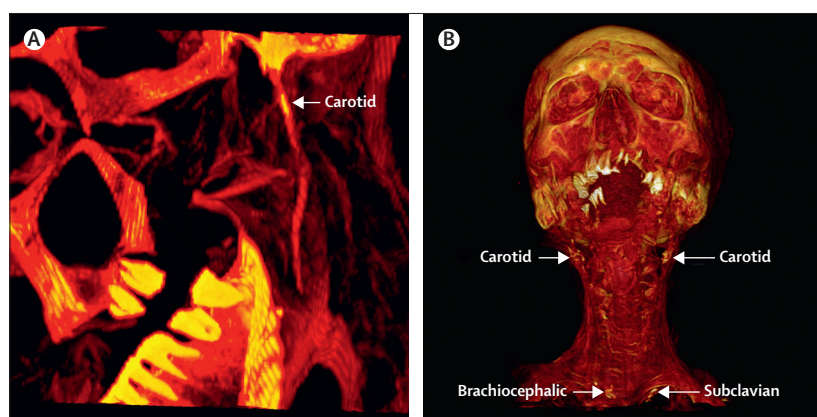 A
Carotid
B
Carotid
Carotid
Brachiocephalic
Subclavian